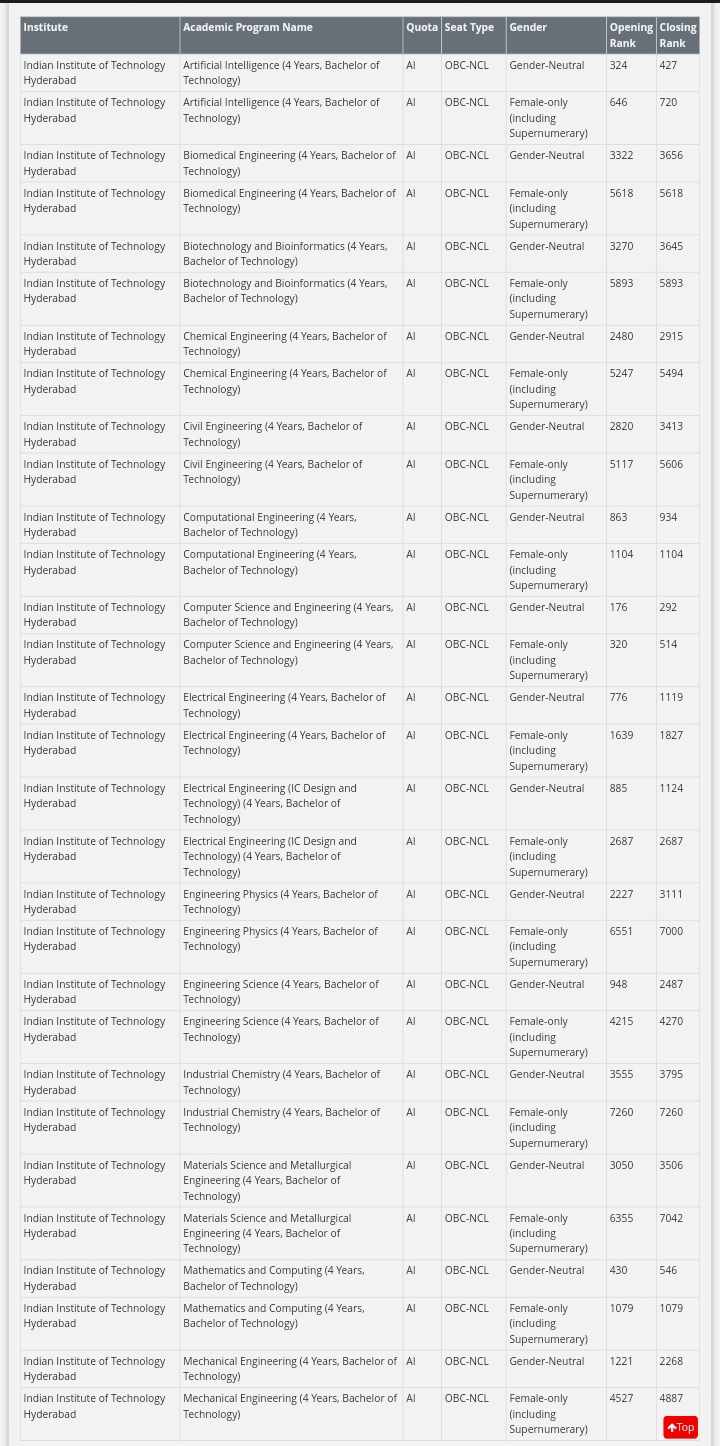 Institute Academic Program Name Quota Seat Type Gender Opening Rank Closing Rank
Indian Institute of Technology Hyderabad Artificial Intelligence (4 Years, Bachelor of Technology) AI OBC-NCL Gender-Neutral 324 427
Indian Institute of Technology Hyderabad Artificial Intelligence (4 Years, Bachelor of Technology) AI OBC-NCL Female-only (including Supernumerary) 646 720
Indian Institute of Technology Hyderabad Biomedical Engineering (4 Years, Bachelor of Technology) AI OBC-NCL Gender-Neutral 3322 3656
Indian Institute of Technology Hyderabad Biomedical Engineering (4 Years, Bachelor of Technology) AI OBC-NCL Female-only (including Supernumerary) 5618 5618
Indian Institute of Technology Hyderabad Biotechnology and Bioinformatics (4 Years, Bachelor of Technology) AI OBC-NCL Gender-Neutral 3270 3645
Indian Institute of Technology Hyderabad Biotechnology and Bioinformatics (4 Years, Bachelor of Technology) AI OBC-NCL Female-only (including Supernumerary) 5893 5893
Indian Institute of Technology Hyderabad Chemical Engineering (4 Years, Bachelor of Technology) AI OBC-NCL Gender-Neutral 2480 2915
Indian Institute of Technology Hyderabad Chemical Engineering (4 Years, Bachelor of Technology) AI OBC-NCL Female-only (including Supernumerary) 5247 5494
Indian Institute of Technology Hyderabad Civil Engineering (4 Years, Bachelor of Technology) AI OBC-NCL Gender-Neutral 2820 3413
Indian Institute of Technology Hyderabad Civil Engineering (4 Years, Bachelor of Technology) AI OBC-NCL Female-only (including Supernumerary) 5117 5606
Indian Institute of Technology Hyderabad Computational Engineering (4 Years, Bachelor of Technology) AI OBC-NCL Gender-Neutral 863 934
Indian Institute of Technology Hyderabad Computational Engineering (4 Years, Bachelor of Technology) AI OBC-NCL Female-only (including Supernumerary) 1104 1104
Indian Institute of Technology Hyderabad Computer Science and Engineering (4 Years, Bachelor of Technology) AI OBC-NCL Gender-Neutral 176 292
Indian Institute of Technology Hyderabad Computer Science and Engineering (4 Years, Bachelor of Technology) AI OBC-NCL Female-only (including Supernumerary) 320 514
Indian Institute of Technology Hyderabad Electrical Engineering (4 Years, Bachelor of Technology) AI OBC-NCL Gender-Neutral 776 1119
Indian Institute of Technology Hyderabad Electrical Engineering (4 Years, Bachelor of Technology) AI OBC-NCL Female-only (including Supernumerary) 1639 1827
Indian Institute of Technology Hyderabad Electrical Engineering (IC Design and Technology) (4 Years, Bachelor of Technology) AI OBC-NCL Gender-Neutral 885 1124
Indian Institute of Technology Hyderabad Electrical Engineering (IC Design and Technology) (4 Years, Bachelor of Technology) AI OBC-NCL Female-only (including Supernumerary) 2687 2687
Indian Institute of Technology Hyderabad Engineering Physics (4 Years, Bachelor of Technology) AI OBC-NCL Gender-Neutral 2227 3111
Indian Institute of Technology Hyderabad Engineering Physics (4 Years, Bachelor of Technology) AI OBC-NCL Female-only (including Supernumerary) 6551 7000
Indian Institute of Technology Hyderabad Engineering Science (4 Years, Bachelor of Technology) AI OBC-NCL Gender-Neutral 948 2487
Indian Institute of Technology Hyderabad Engineering Science (4 Years, Bachelor of Technology) AI OBC-NCL Female-only (including Supernumerary) 4215 4270
Indian Institute of Technology Hyderabad Industrial Chemistry (4 Years, Bachelor of Technology) AI OBC-NCL Gender-Neutral 3555 3795
Indian Institute of Technology Hyderabad Industrial Chemistry (4 Years, Bachelor of Technology) AI OBC-NCL Female-only (including Supernumerary) 7260 7260
Indian Institute of Technology Hyderabad Materials Science and Metallurgical Engineering (4 Years, Bachelor of Technology) AI OBC-NCL Gender-Neutral 3050 3506
Indian Institute of Technology Hyderabad Materials Science and Metallurgical Engineering (4 Years, Bachelor of Technology) AI OBC-NCL Female-only (including Supernumerary) 6355 7042
Indian Institute of Technology Hyderabad Mathematics and Computing (4 Years, Bachelor of Technology) AI OBC-NCL Gender-Neutral 430 546
Indian Institute of Technology Hyderabad Mathematics and Computing (4 Years, Bachelor of Technology) AI OBC-NCL Female-only (including Supernumerary) 1079 1079
Indian Institute of Technology Hyderabad Mechanical Engineering (4 Years, Bachelor of Technology) AI OBC-NCL Gender-Neutral 1221 2268
Indian Institute of Technology Hyderabad Mechanical Engineering (4 Years, Bachelor of Technology) AI OBC-NCL Female-only (including Supernumerary) 4527 4887
Top